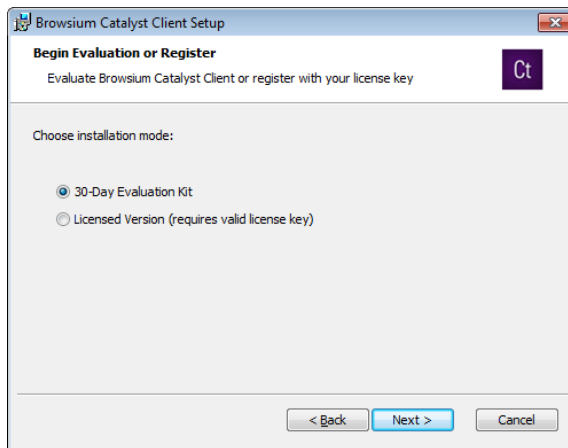 Browsium Catalyst Client Setup
Begin Evaluation or Register
Evaluate Browsium Catalyst Client or register with your license key
Ct
Choose installation mode:
30-Day Evaluation Kit
Licensed Version (requires valid license key)
< Back Next > Cancel